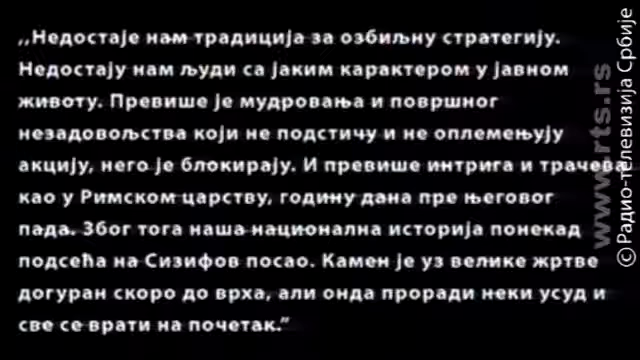 ,,Недостаје нам традиција за озбиљну стратегију.
Недостају нам људи са јаким карактером у јавном
животу. Превише је мудровања и површног
незадовољства који не подстичу и не оплемењују
акцију, него је блокирају. И превише интрига и трачева
као у Римском царству, годину дана пре његовог
пада. Због тога наша национална историја понекад
подсећа на Сизифов посао. Камен је уз велике жртве
догуран скоро до врха, али онда проради неки усуд и
све се врати на почетак.”
www.rts.rs
© Радио-телевизија Србије